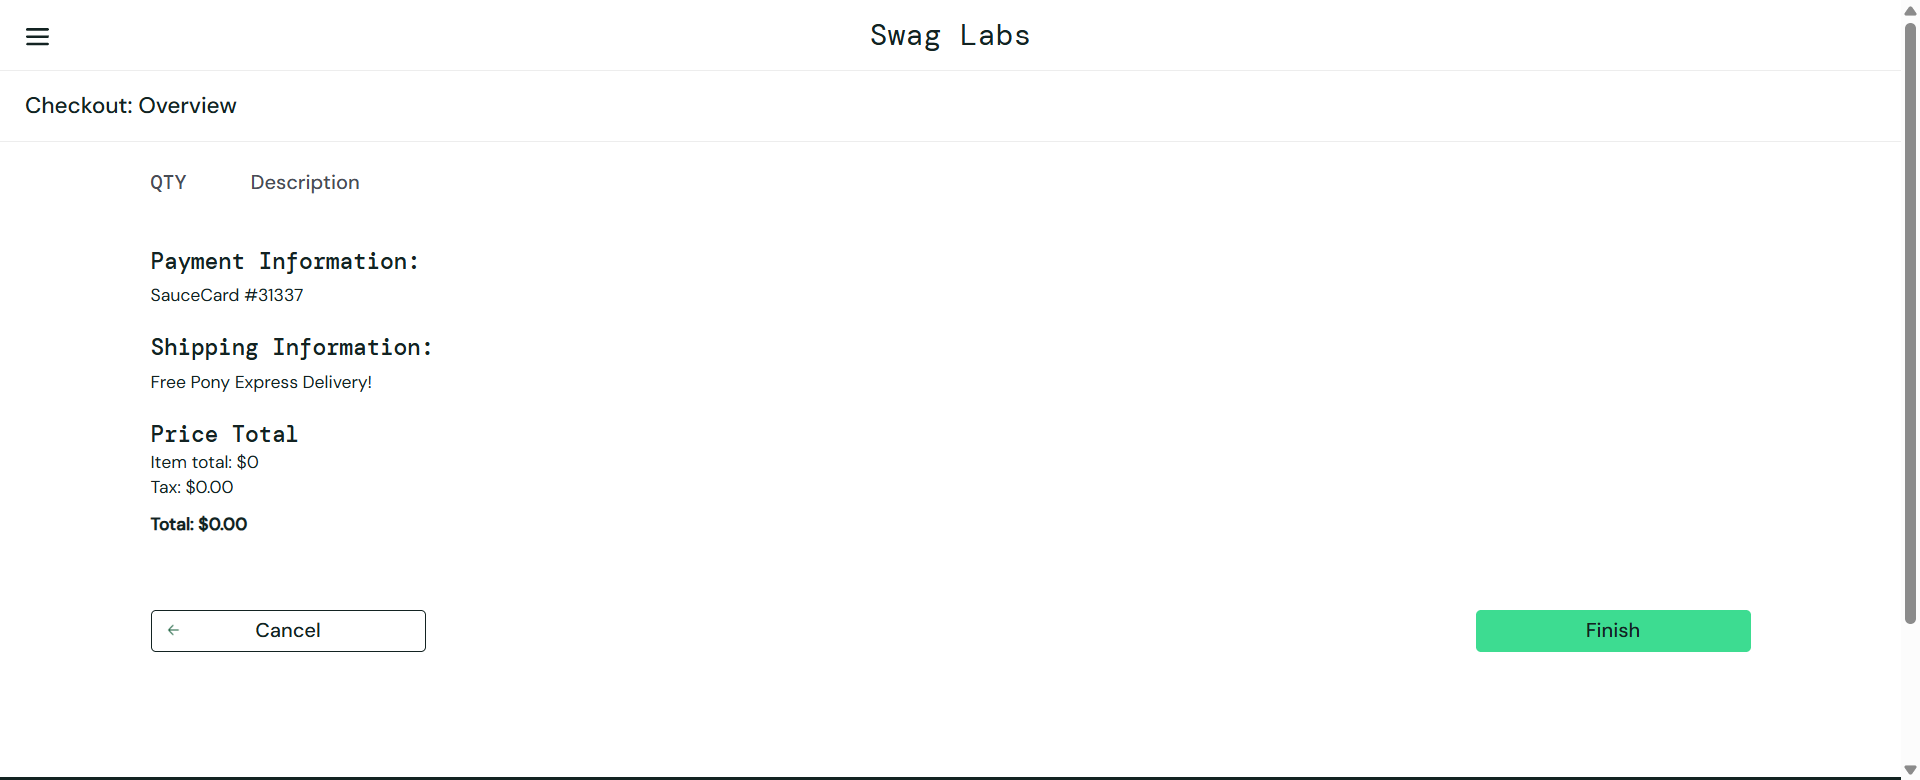 Swag Labs
Checkout: Overview
QTY Description
Payment Information:
SauceCard #31337
Shipping Information:
Free Pony Express Delivery!
Price Total
Item total: $0
Tax: $0.00
Total: $0.00
Cancel Finish